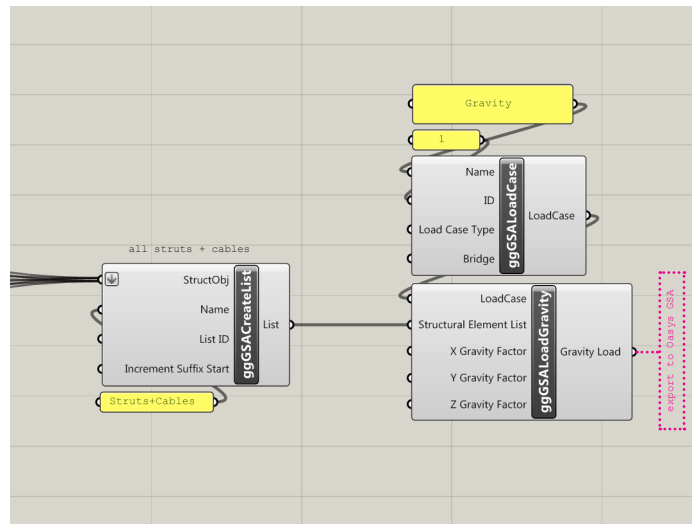 Gravity
1
Name
ID
Load Case Type
Bridge
ggGSALoadCase
LoadCase
all struts + cables
StructObj
Name
List ID
Increment Suffix Start
ggGSACreateList
List
Struts+Cables
LoadCase
Structural Element List
X Gravity Factor
Y Gravity Factor
Z Gravity Factor
ggGSALoadGravity
Gravity Load
export to Oasys GSA